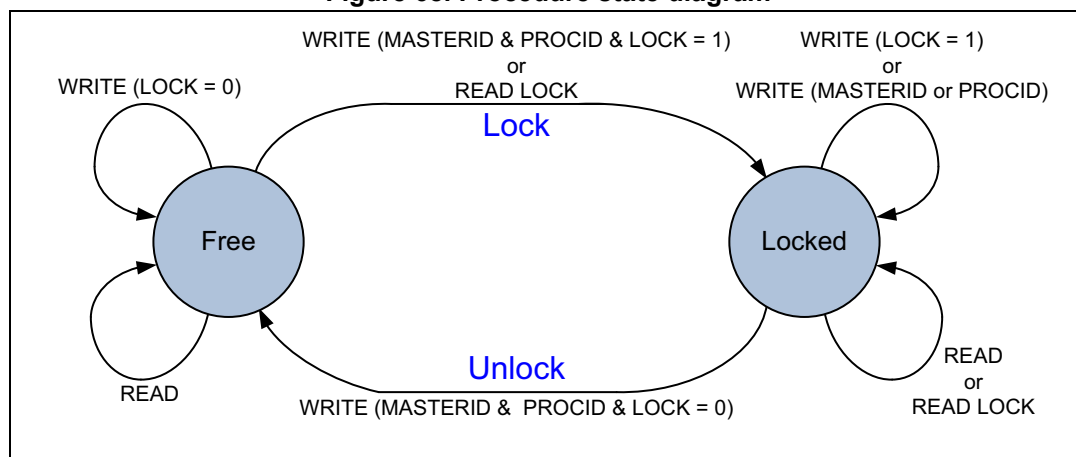 Figure Procedure state diagram
WRITE (MASTERID & PROCID & LOCK = 1)
or
READ LOCK
Lock
WRITE (LOCK = 1)
or
WRITE (MASTERID or PROCID)
WRITE (LOCK = 0)
Free
Locked
READ
Unlock
WRITE (MASTERID & PROCID & LOCK = 0)
READ
or
READ LOCK